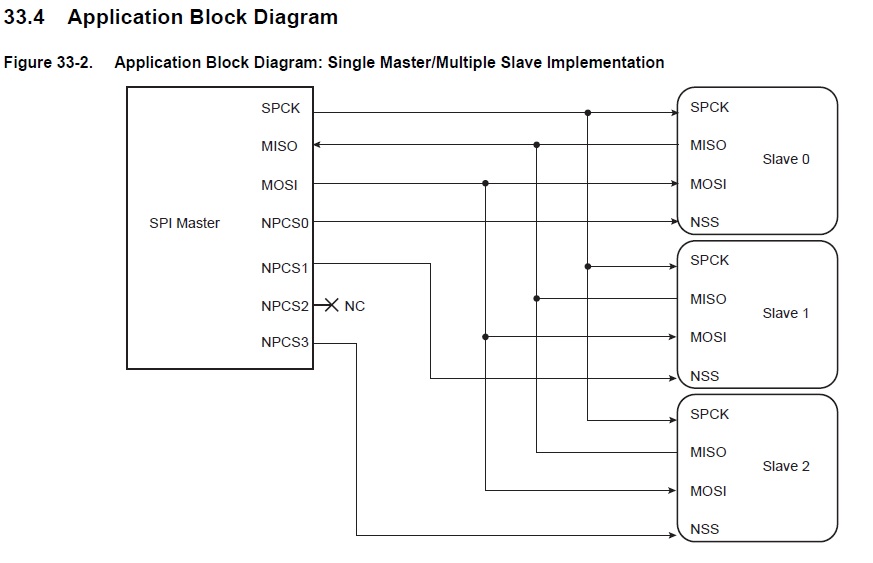 33.4 Application Block Diagram
Figure 33-2. Application Block Diagram: Single Master/Multiple Slave Implementation
SPI Master
SPCK
MISO
MOSI
NPCS0
NPCS1
NPCS2
NC
NPCS3
SPCK
MISO
Slave 0
MOSI
NSS
SPCK
MISO
Slave 1
MOSI
NSS
SPCK
MISO
Slave 2
MOSI
NSS